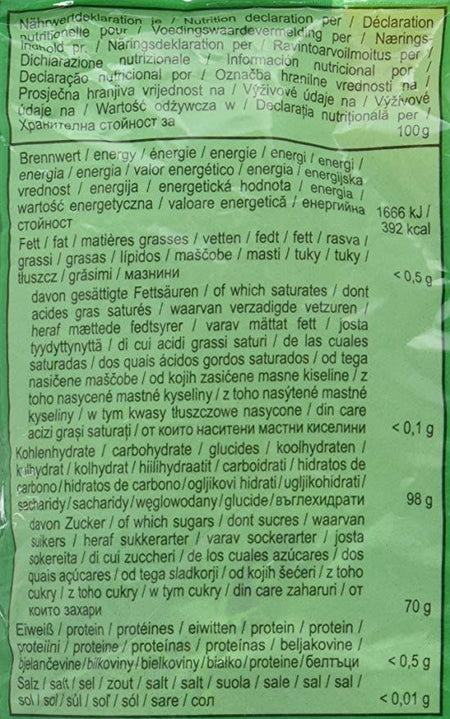 Nährwertdeklaration je / Nutrition declaration per / Déclaration
nutritionelle pour / Voedingswaardevermelding per / Nærings-
inhold pr. / Näringsdeklaration per / Ravintoarvoilmoitus per /
Dichiarazione nutrizionale / Información nutricional por /
Declaração nutricional por / Označba hranilne vrednosti na /
Prosječna hranjiva vrijednost na / Výživové údaje na / Výživové
údaje na / Wartość odżywcza w / Declaraţia nutriţională per /
Хранителна стойност за
100 g
Brennwert / energy / énergie / energie / energi / energi /
energia / energia / valor energético / energia / energijska
vrednost / energija / energetická hodnota / energia /
wartość energetyczna / valoare energetică / енергийна
стойност
1666 kJ /
392 kcal
Fett / fat / matières grasses / vetten / fedt / fett / rasva /
grassi / grasas / lípidos / maščobe / masti / tuky / tuky /
tłuszcz / grăsimi / мазнини
< 0,5 g
davon gesättigte Fettsäuren / of which saturates / dont
acides gras saturés / waarvan verzadigde vetzuren /
heraf mættede fedtsyrer / varav mättat fett / josta
tyydyttynyttä / di cui acidi grassi saturi / de las cuales
saturadas / dos quais ácidos gordos saturados / od tega
nasičene maščobe / od kojih zasićene masne kiseline / z
toho nasycené mastné kyseliny / z toho nasýtené mastné
kyseliny / w tym kwasy tłuszczowe nasycone / din care
acizi graşi saturaţi / от които наситени мастни киселини
< 0,1 g
Kohlenhydrate / carbohydrate / glucides / koolhydraten /
kulhydrat / kolhydrat / hiilihydraatit / carboidrati / hidratos de
carbono / hidratos de carbono / ogljikovi hidrati / ugljikohidrati /
sacharidy / sacharidy / węglowodany / glucide / въглехидрати
98 g
davon Zucker / of which sugars / dont sucres / waarvan
suikers / heraf sukkerarter / varav sockerarter / josta
sokereita / di cui zuccheri / de los cuales azúcares / dos
quais açúcares / od tega sladkorji / od kojih šećeri / z toho
cukry / z toho cukry / w tym cukry / din care zaharuri / от
които захари
70 g
Eiweiß / protein / protéines / eiwitten / protein / protein /
proteiini / proteine / proteínas / proteínas / beljakovine /
bjelančevine / bílkoviny / bielkoviny / białko / proteine / белтъци
< 0,5 g
Salz / salt / sel / zout / salt / salt / suola / sale / sal / sal /
sol / sol / sůl / soľ / sól / sare / сол
< 0,01 g